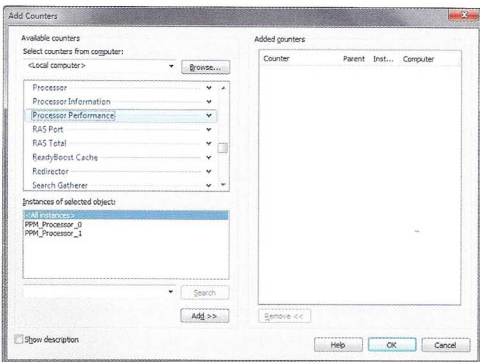 Add Counters
Available counters
Select counters from computer:
<Local computer>
Browse...
Processor
Processor Information
Processor Performance
RAS Port
RAS Total
ReadyBoost Cache
Redirector
Search Gatherer
Instances of selected object:
<All instances>
PPM_Processor_0
PPM_Processor_1
Search
Add >>
Show description
Added counters
Counter Parent Inst... Computer
Remove <<
Help OK Cancel